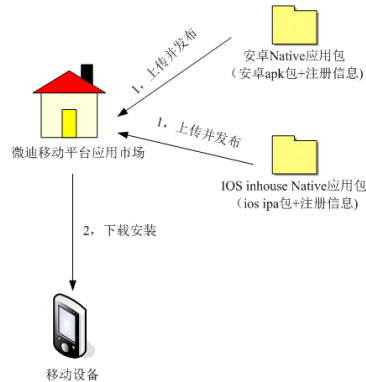 安卓Native应用包
（安卓apk包+注册信息)
1，上传并发布
1，上传并发布
微迪移动平台应用市场
IOS inhouse Native应用包
（ios ipa包+注册信息)
2，下载安装
移动设备